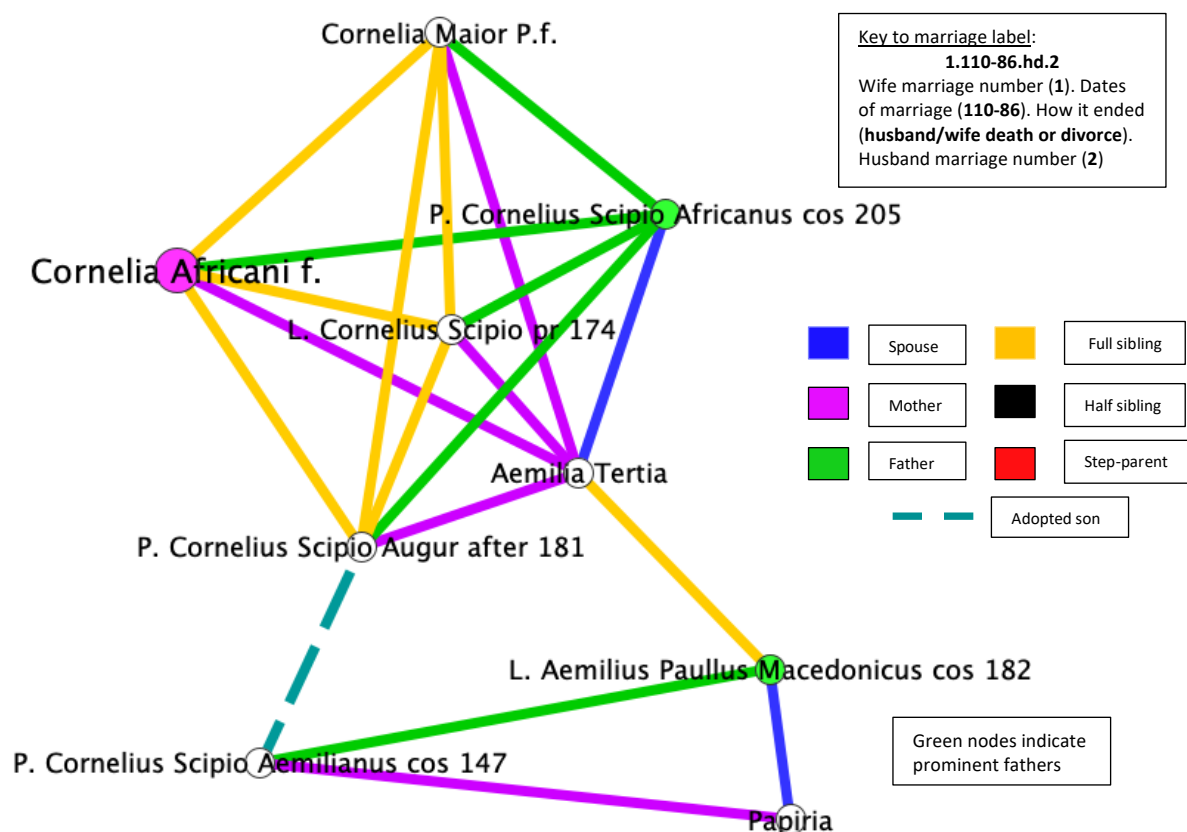 Cornelia Maior P.f.
Key to marriage label:
1.110-86.hd.2
Wife marriage number (1). Dates
of marriage (110-86). How it ended
(husband/wife death or divorce).
Husband marriage number (2)
P. Cornelius Scipio Africanus cos 205
Cornelia Africani f.
L. Cornelius Scipio pr 174
Spouse
Full sibling
Mother
Half sibling
Father
Step-parent
Adopted son
Aemilia Tertia
P. Cornelius Scipio Augur after 181
L. Aemilius Paullus Macedonicus cos 182
P. Cornelius Scipio Aemilianus cos 147
Green nodes indicate
prominent fathers
Papiria